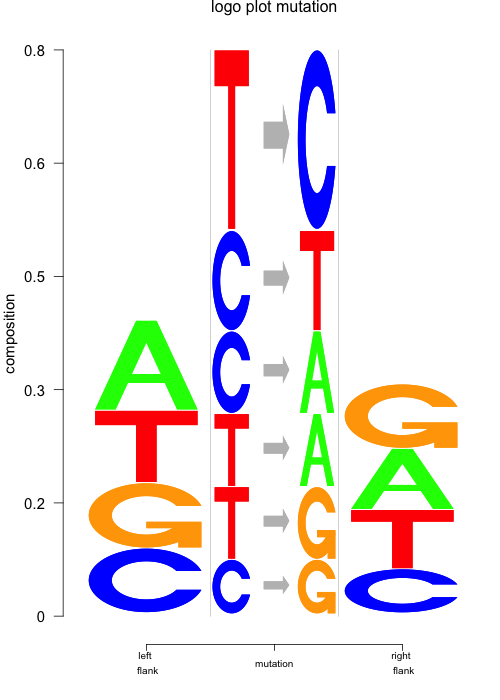 logo plot mutation
0.8
0.6
0.5
0.3
0.2
0
composition
A
T
G
C
T C
C T
C A
T A
T G
C G
G
A
T
C
left
flank
mutation
right
flank